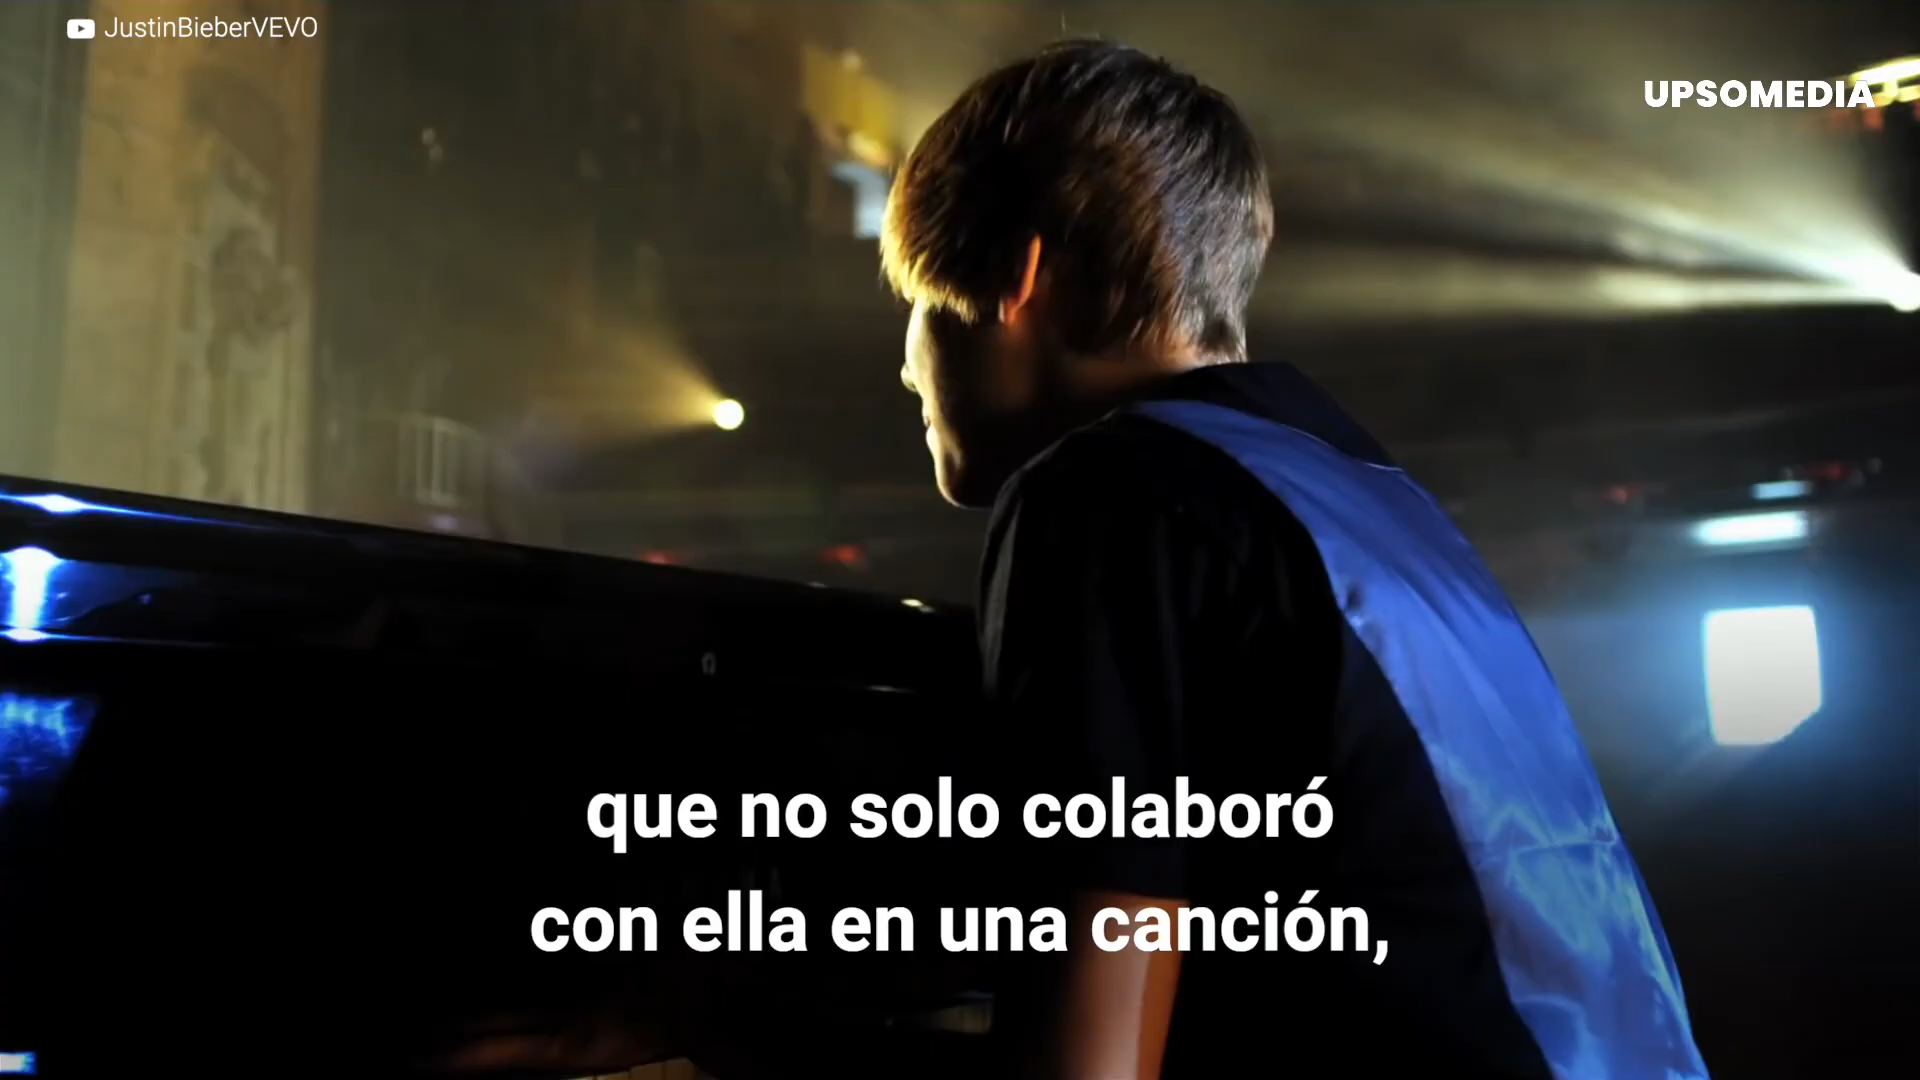 JustinBieberVEVO
UPSOMEDIA
que no solo colaboró
con ella en una canción,